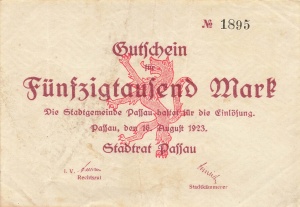 № 1895
Gutschein
für
Fünfzigtausend Mark
Die Stadtgemeinde Passau haftet für die Einlösung.
Passau, den 10. August 1923.
Stadtrat Passau
I. V.
Rechtsrat
Stadtkämmerer